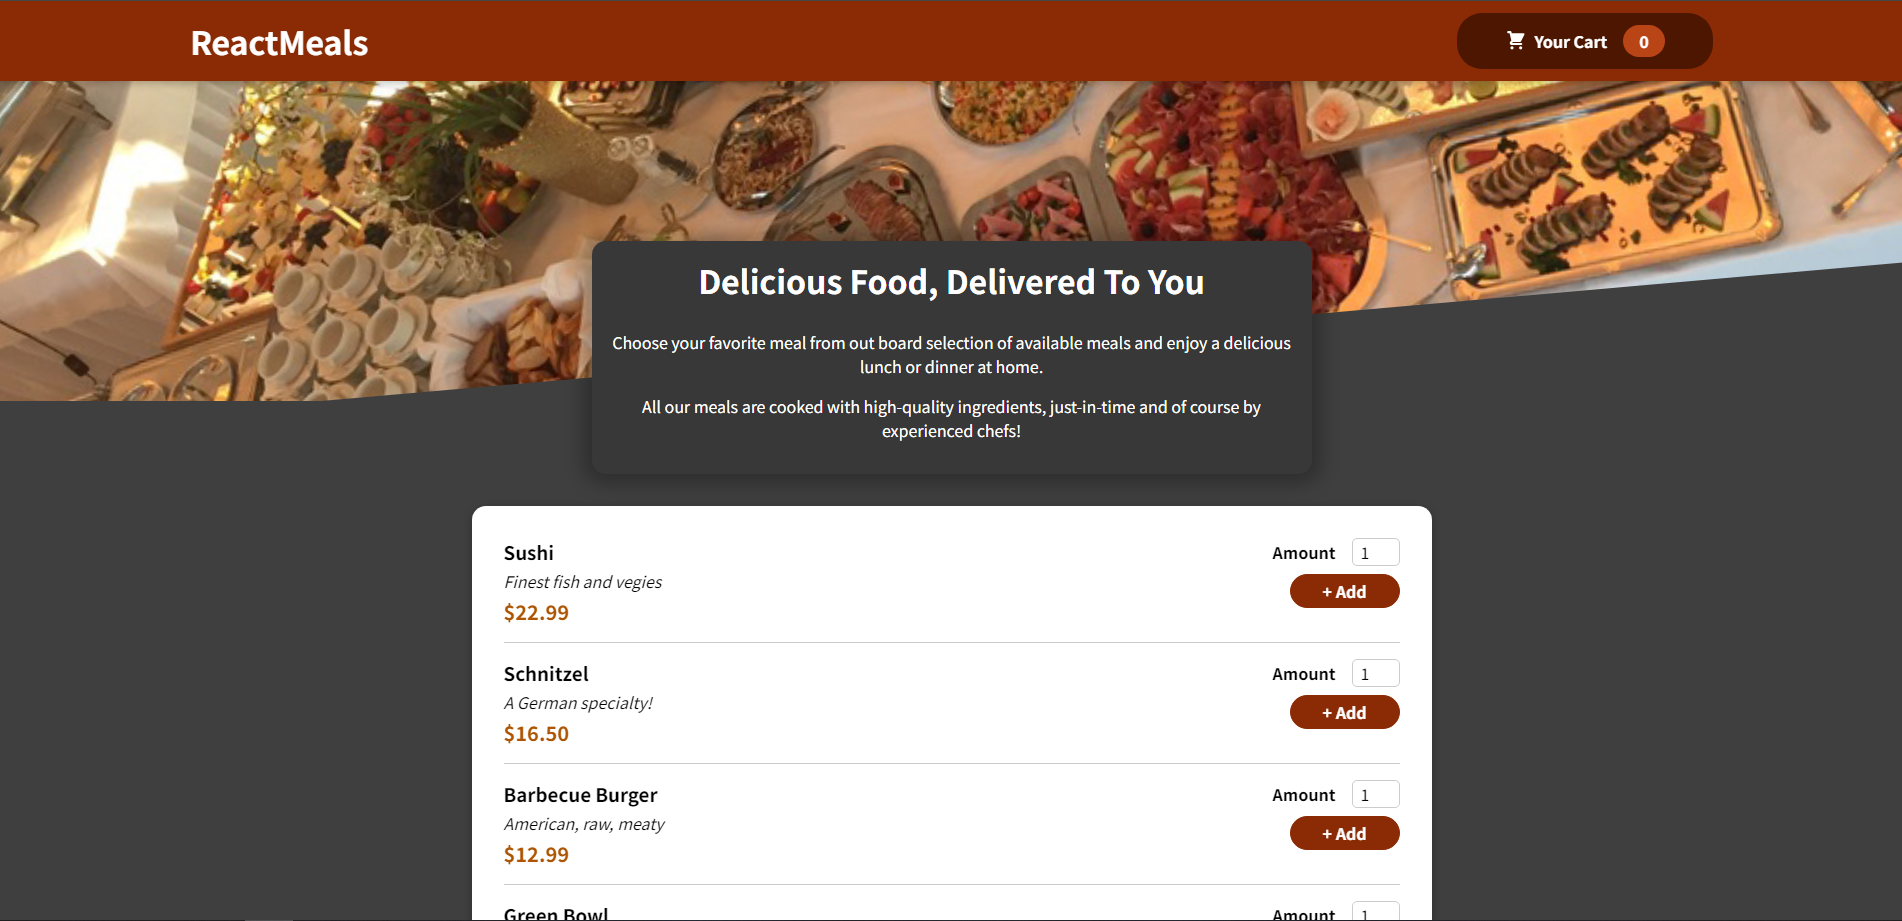 ReactMeals
Your Cart 0
Delicious Food, Delivered To You
Choose your favorite meal from out board selection of available meals and enjoy a delicious
lunch or dinner at home.
All our meals are cooked with high-quality ingredients, just-in-time and of course by
experienced chefs!
Sushi
Amount 1
Finest fish and vegies
+ Add
$22.99
Schnitzel
Amount 1
A German specialty!
+ Add
$16.50
Barbecue Burger
Amount 1
American, raw, meaty
+ Add
$12.99
Green Bowl
Amount 1